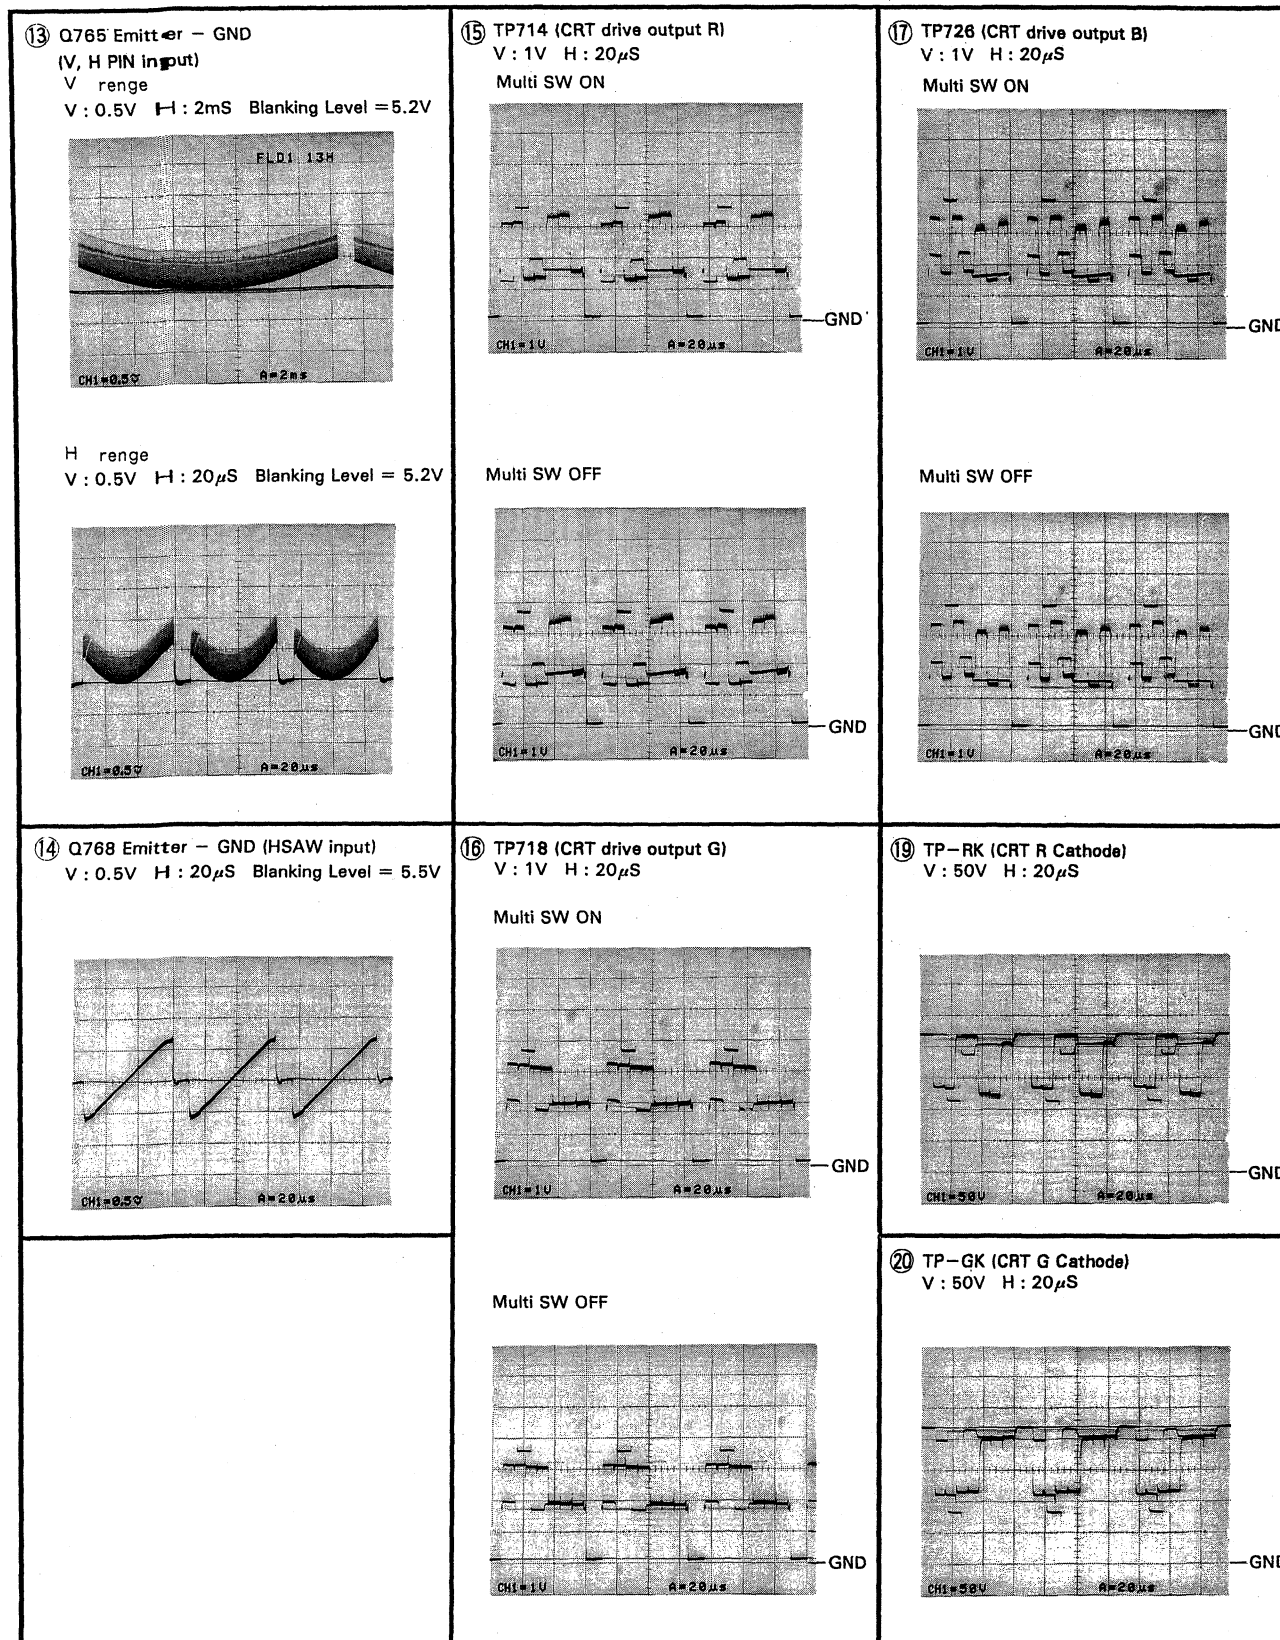 ⑬ Q765 Emitter – GND
(V, H PIN input)
V renge
V : 0.5V H : 2mS Blanking Level = 5.2V
FLD1 13H
CH1=0.5V A=2ms
H renge
V : 0.5V H : 20μS Blanking Level = 5.2V
CH1=0.5V A=20μs
⑭ Q768 Emitter – GND (HSAW input)
V : 0.5V H : 20μS Blanking Level = 5.5V
CH1=0.5V A=20μs
⑮ TP714 (CRT drive output R)
V : 1V H : 20μS
Multi SW ON
GND
CH1=1V A=20μs
Multi SW OFF
GND
CH1=1V A=20μs
⑯ TP718 (CRT drive output G)
V : 1V H : 20μS
Multi SW ON
GND
CH1=1V A=20μs
Multi SW OFF
GND
CH1=1V A=20μs
⑰ TP726 (CRT drive output B)
V : 1V H : 20μS
Multi SW ON
GND
CH1=1V A=20μs
Multi SW OFF
GND
CH1=1V A=20μs
⑲ TP–RK (CRT R Cathode)
V : 50V H : 20μS
GND
CH1=50V A=20μs
⑳ TP–GK (CRT G Cathode)
V : 50V H : 20μS
GND
CH1=50V A=20μs